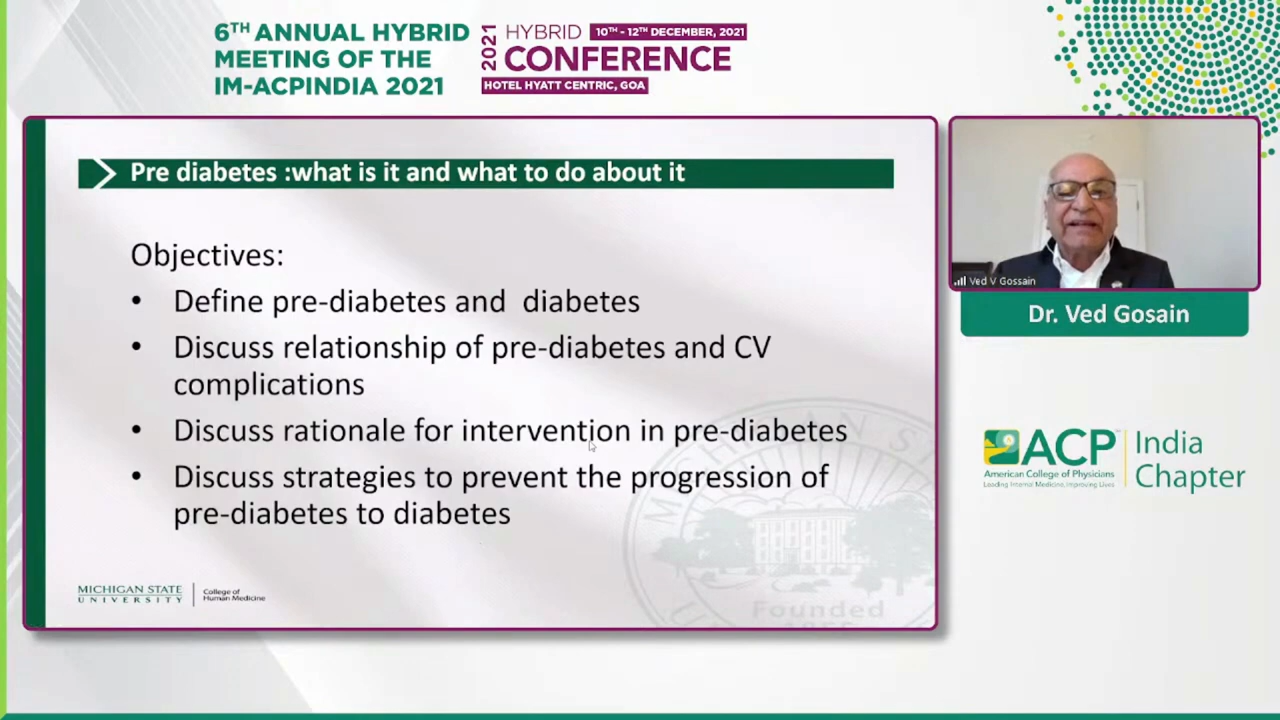 6TH ANNUAL HYBRID
MEETING OF THE
IM-ACPINDIA 2021
2021
HYBRID 10TH - 12TH DECEMBER, 2021
CONFERENCE
HOTEL HYATT CENTRIC, GOA
Pre diabetes :what is it and what to do about it
Objectives:
• Define pre-diabetes and diabetes
• Discuss relationship of pre-diabetes and CV
complications
• Discuss rationale for intervention in pre-diabetes
• Discuss strategies to prevent the progression of
pre-diabetes to diabetes
MICHIGAN STATE
UNIVERSITY
College of
Human Medicine
MICHIGAN S
Founded
Ved V Gossain
Dr. Ved Gosain
ACP
American College of Physicians
Leading Internal Medicine, Improving Lives
India
Chapter